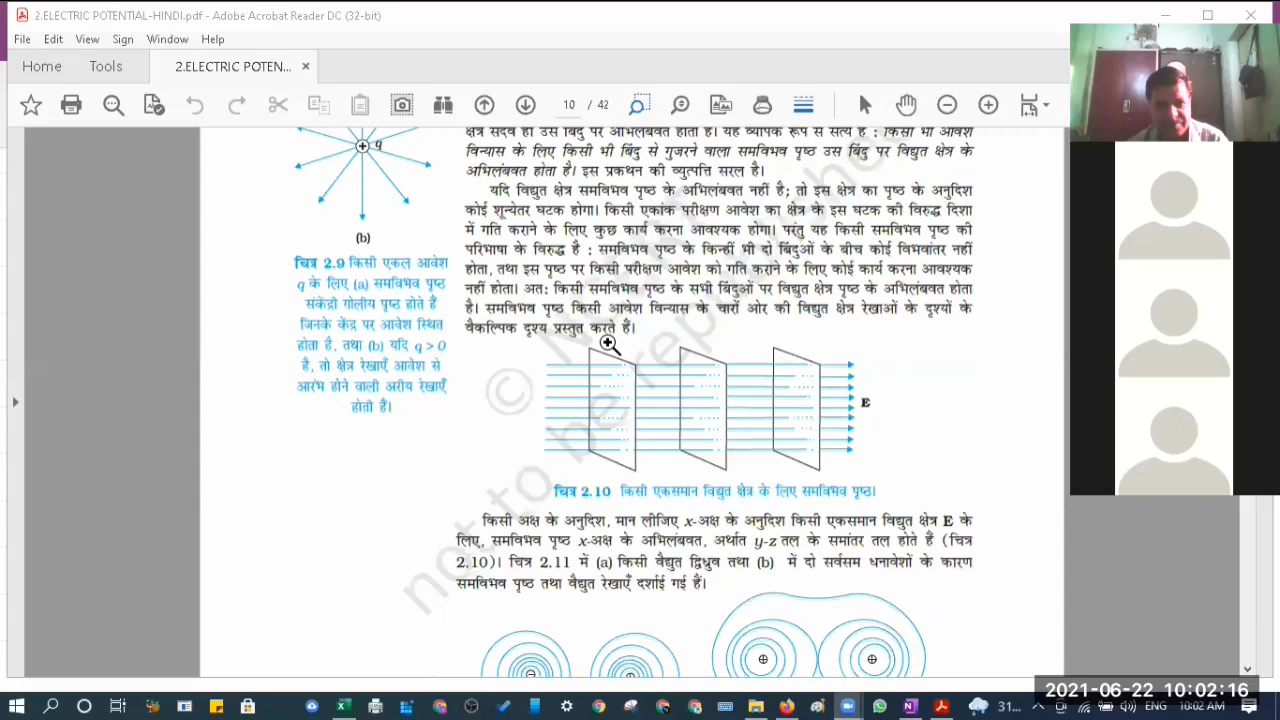 2.ELECTRIC POTENTIAL-HINDI.pdf - Adobe Acrobat Reader DC (32-bit)
File Edit View Sign Window Help
Home Tools 2.ELECTRIC POTEN... ×
10 / 42
क्षेत्र सदैव ही उस बिंदु पर अभिलंबवत होता है। यह व्यापक रूप से सत्य है : किसी भी आवेश
विन्यास के लिए किसी भी बिंदु से गुजरने वाला समविभव पृष्ठ उस बिंदु पर विद्युत क्षेत्र के
अभिलंबवत होता है। इस प्रकथन की व्युत्पत्ति सरल है।
यदि विद्युत क्षेत्र समविभव पृष्ठ के अभिलंबवत नहीं है; तो इस क्षेत्र का पृष्ठ के अनुदिश
कोई शून्येतर घटक होगा। किसी एकांक परीक्षण आवेश का क्षेत्र के इस घटक की विरुद्ध दिशा
में गति कराने के लिए कुछ कार्य करना आवश्यक होगा। परंतु यह किसी समविभव पृष्ठ की
परिभाषा के विरुद्ध है : समविभव पृष्ठ के किन्हीं भी दो बिंदुओं के बीच कोई विभवांतर नहीं
होता, तथा इस पृष्ठ पर किसी परीक्षण आवेश को गति कराने के लिए कोई कार्य करना आवश्यक
नहीं होता। अत: किसी समविभव पृष्ठ के सभी बिंदुओं पर विद्युत क्षेत्र पृष्ठ के अभिलंबवत होता
है। समविभव पृष्ठ किसी आवेश विन्यास के चारों ओर की विद्युत क्षेत्र रेखाओं के दृश्यों के
वैकल्पिक दृश्य प्रस्तुत करते हैं।
q
(b)
चित्र 2.9 किसी एकल आवेश
q के लिए (a) समविभव पृष्ठ
संकेंद्री गोलीय पृष्ठ होते हैं
जिनके केंद्र पर आवेश स्थित
होता है, तथा (b) यदि q > 0
है, तो क्षेत्र रेखाएँ आवेश से
आरंभ होने वाली अरीय रेखाएँ
होती हैं।
E
चित्र 2.10 किसी एकसमान विद्युत क्षेत्र के लिए समविभव पृष्ठ।
किसी अक्ष के अनुदिश, मान लीजिए x-अक्ष के अनुदिश किसी एकसमान विद्युत क्षेत्र E के
लिए, समविभव पृष्ठ x-अक्ष के अभिलंबवत, अर्थात y-z तल के समांतर तल होते हैं (चित्र
2.10)। चित्र 2.11 में (a) किसी वैद्युत द्विध्रुव तथा (b) में दो सर्वसम धनावेशों के कारण
समविभव पृष्ठ तथा वैद्युत रेखाएँ दर्शाई गई हैं।
not to be republished
2021-06-22 10:02:16
31... ENG 10:02 AM